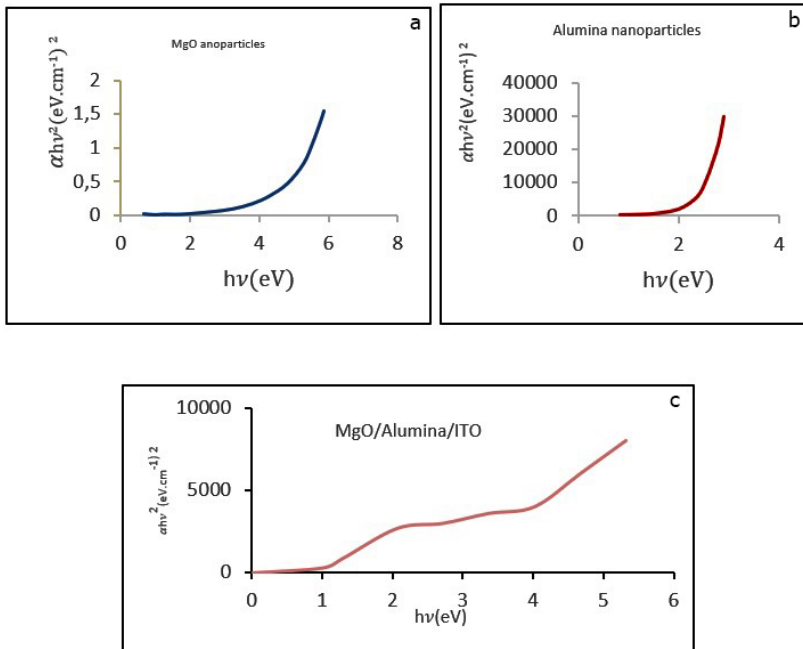 a
MgO anoparticles
αhν²(eV.cm⁻¹) ²
2
1,5
1
0,5
0
0 2 4 6 8
hν(eV)
b
Alumina nanoparticles
αhν²(eV.cm⁻¹) ²
40000
30000
20000
10000
0
0 2 4
hν(eV)
c
MgO/Alumina/ITO
αhν²(eV.cm⁻¹) 2
10000
5000
0
0 1 2 3 4 5 6
hν(eV)